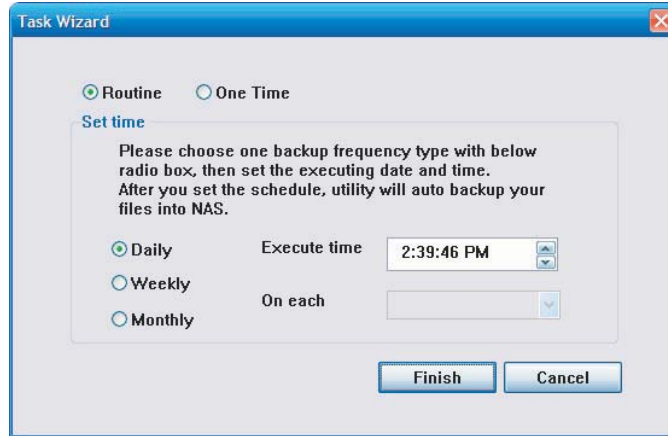 Task Wizard
Routine
One Time
Set time
Please choose one backup frequency type with below
radio box, then set the executing date and time.
After you set the schedule, utility will auto backup your
files into NAS.
Daily
Execute time
2:39:46 PM
Weekly
On each
Monthly
Finish
Cancel